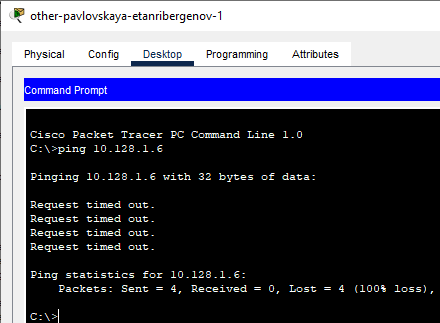 other-pavlovskaya-etanribergenov-1
Physical Config Desktop Programming Attributes
Command Prompt
Cisco Packet Tracer PC Command Line 1.0
C:\>ping 10.128.1.6
Pinging 10.128.1.6 with 32 bytes of data:
Request timed out.
Request timed out.
Request timed out.
Request timed out.
Ping statistics for 10.128.1.6:
Packets: Sent = 4, Received = 0, Lost = 4 (100% loss),
C:\>